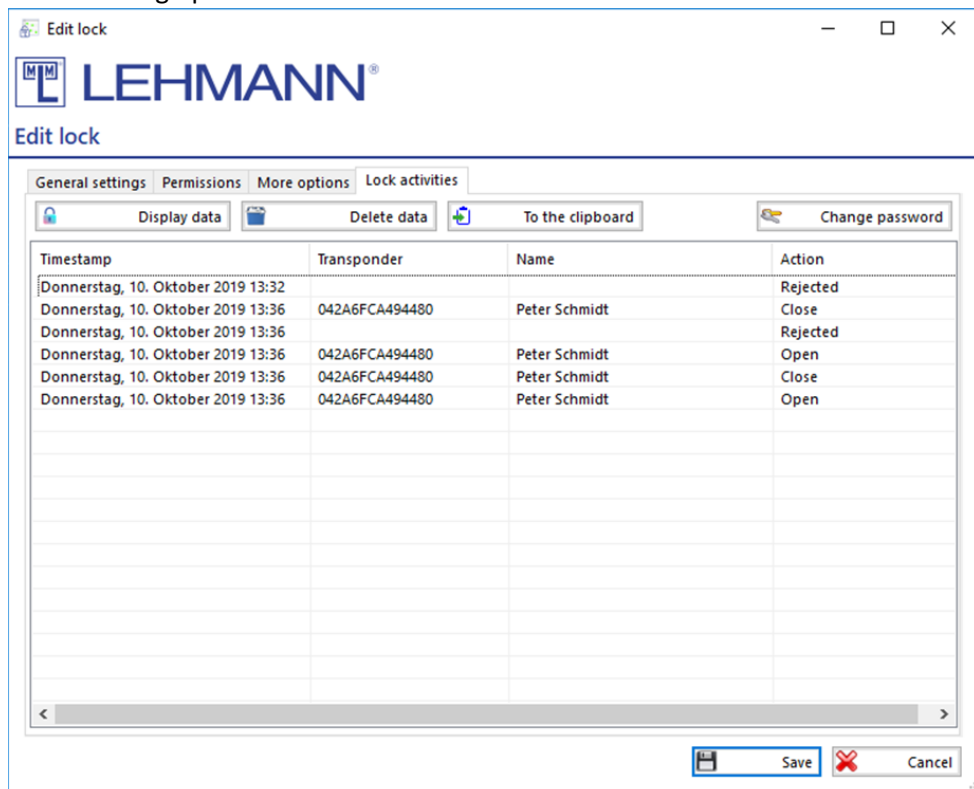 Edit lock
MLM LEHMANN®
Edit lock
General settings Permissions More options Lock activities
Display data Delete data To the clipboard Change password
Timestamp Transponder Name Action
Donnerstag, 10. Oktober 2019 13:32 Rejected
Donnerstag, 10. Oktober 2019 13:36 042A6FCA494480 Peter Schmidt Close
Donnerstag, 10. Oktober 2019 13:36 Rejected
Donnerstag, 10. Oktober 2019 13:36 042A6FCA494480 Peter Schmidt Open
Donnerstag, 10. Oktober 2019 13:36 042A6FCA494480 Peter Schmidt Close
Donnerstag, 10. Oktober 2019 13:36 042A6FCA494480 Peter Schmidt Open
Save Cancel